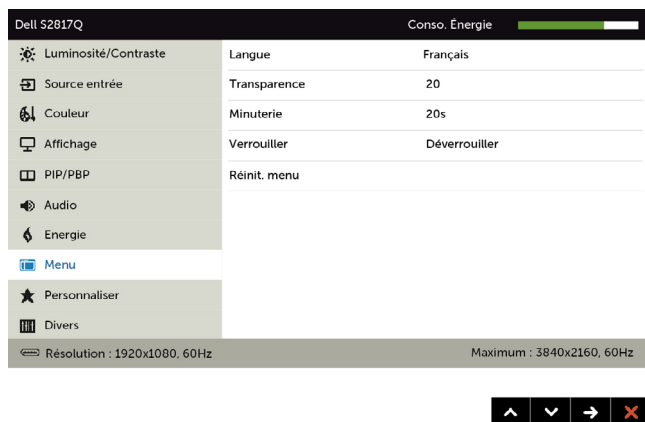 Dell S2817Q Conso. Énergie
Luminosité/Contraste Langue Français
Source entrée Transparence 20
Couleur Minuterie 20s
Affichage Verrouiller Déverrouiller
PIP/PBP Réinit. menu
Audio
Energie
Menu
Personnaliser
Divers
Résolution : 1920x1080, 60Hz Maximum : 3840x2160, 60Hz